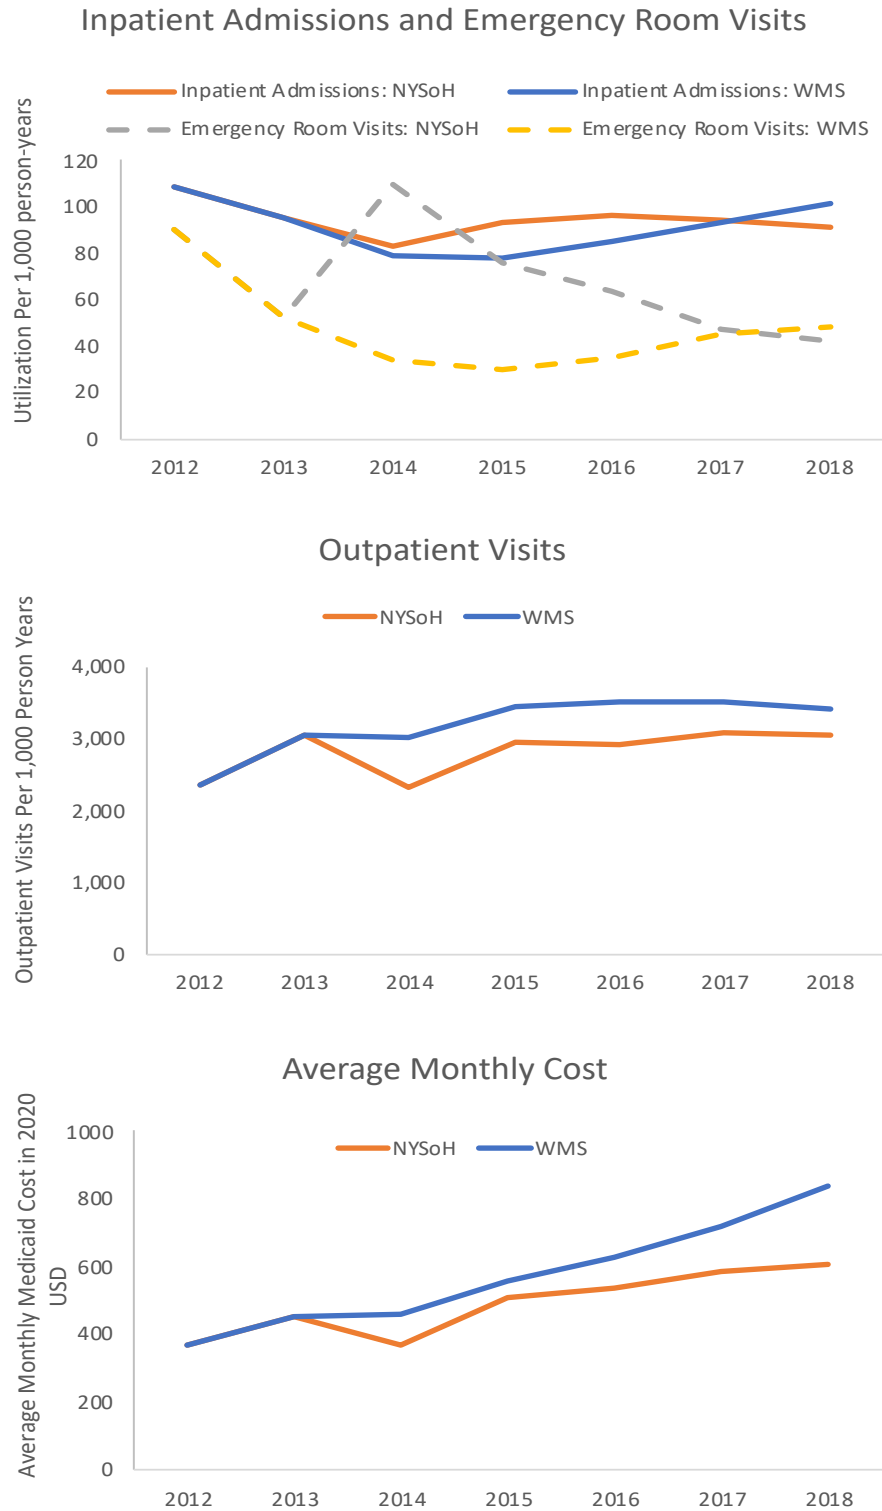 Inpatient Admissions and Emergency Room Visits
Inpatient Admissions: NYSoH
Inpatient Admissions: WMS
Emergency Room Visits: NYSoH
Emergency Room Visits: WMS
Utilization Per 1,000 person-years
120
100
80
60
40
20
0
2012 2013 2014 2015 2016 2017 2018
Outpatient Visits
NYSoH WMS
Outpatient Visits Per 1,000 Person Years
4,000
3,000
2,000
1,000
0
2012 2013 2014 2015 2016 2017 2018
Average Monthly Cost
NYSoH WMS
Average Monthly Medicaid Cost in 2020
USD
1000
800
600
400
200
0
2012 2013 2014 2015 2016 2017 2018